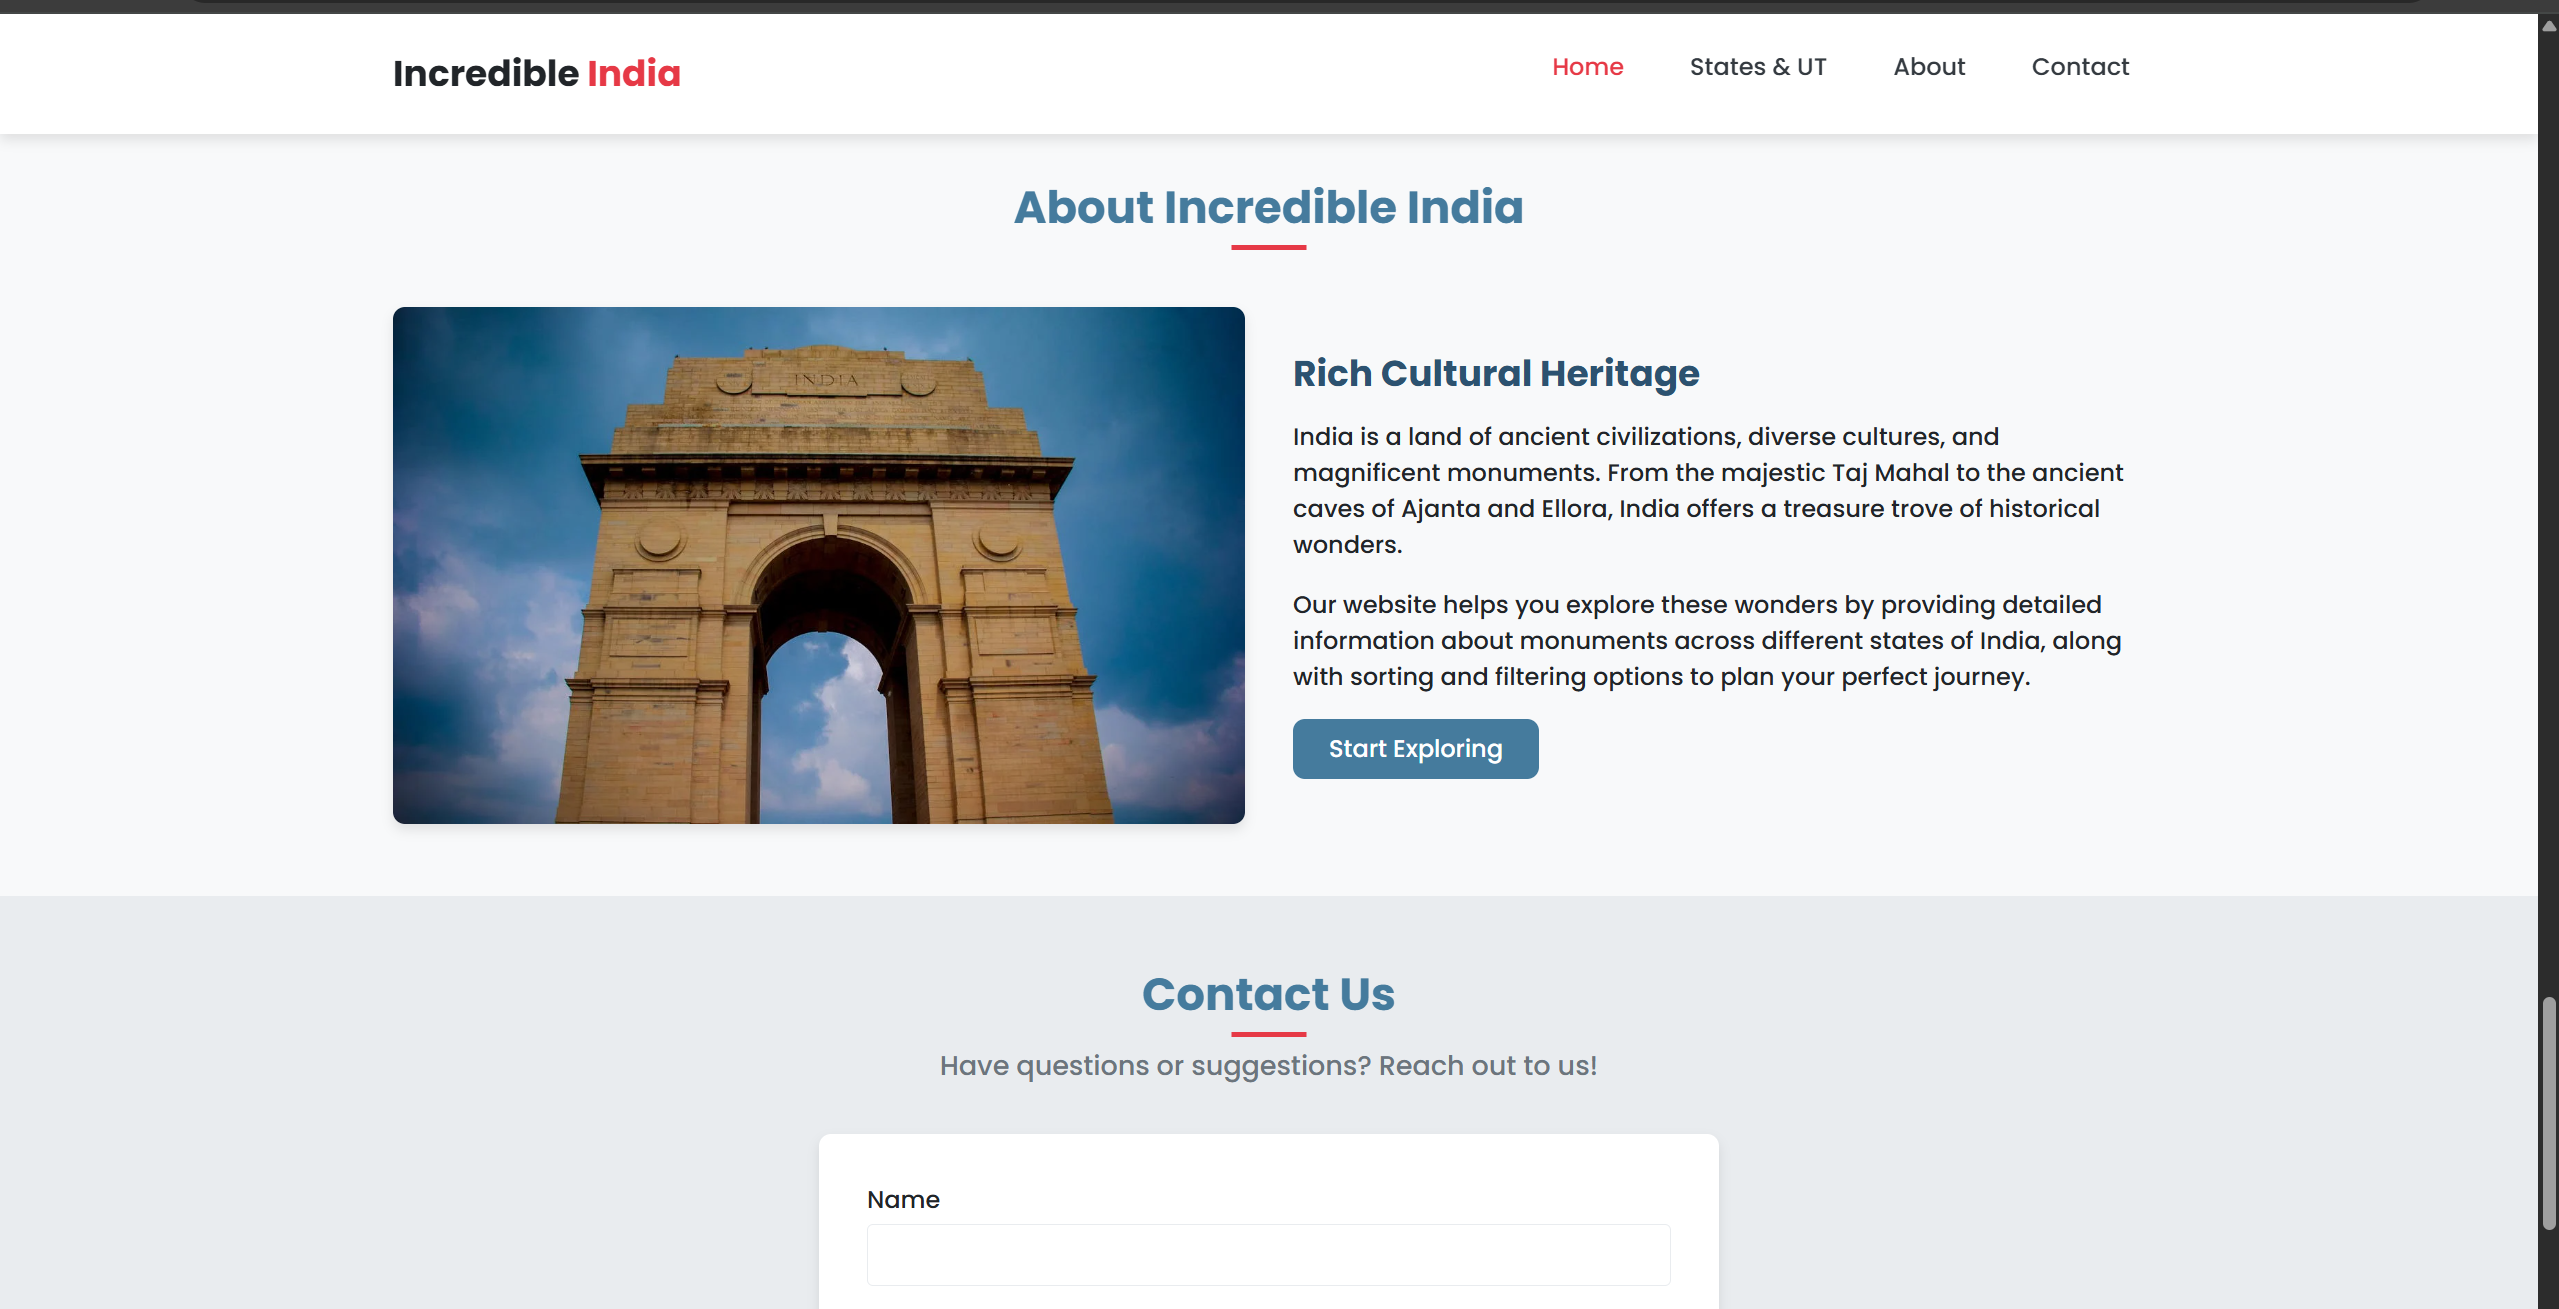 Incredible India
Home
States & UT
About
Contact
About Incredible India
INDIA
Rich Cultural Heritage
India is a land of ancient civilizations, diverse cultures, and
magnificent monuments. From the majestic Taj Mahal to the ancient
caves of Ajanta and Ellora, India offers a treasure trove of historical
wonders.
Our website helps you explore these wonders by providing detailed
information about monuments across different states of India, along
with sorting and filtering options to plan your perfect journey.
Start Exploring
Contact Us
Have questions or suggestions? Reach out to us!
Name